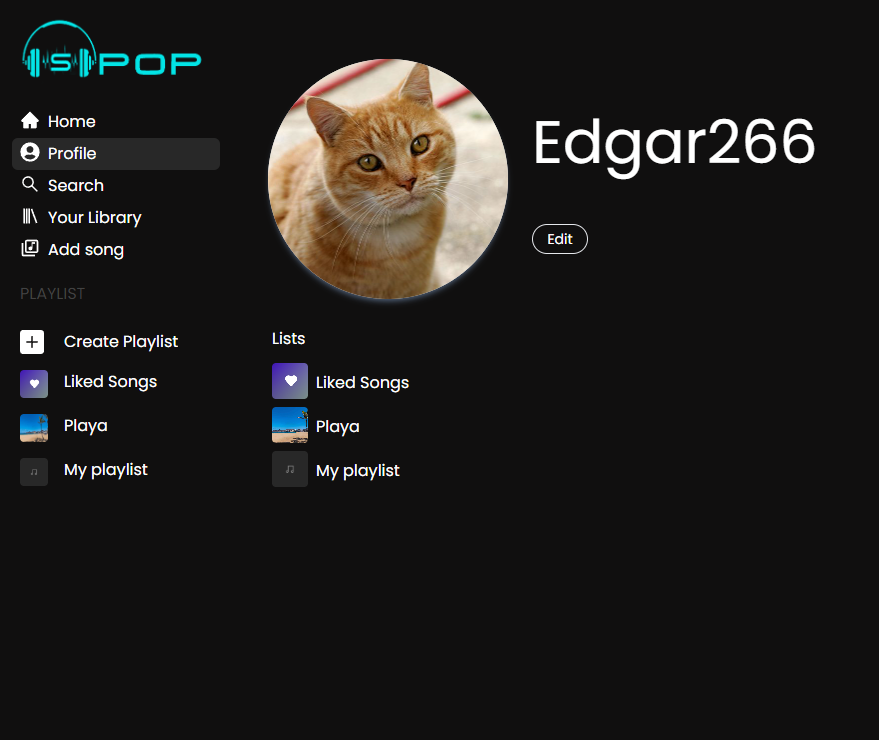 SPOP
Home
Profile
Search
Your Library
Add song
PLAYLIST
Create Playlist
Liked Songs
Playa
My playlist
Edgar266
Edit
Lists
Liked Songs
Playa
My playlist